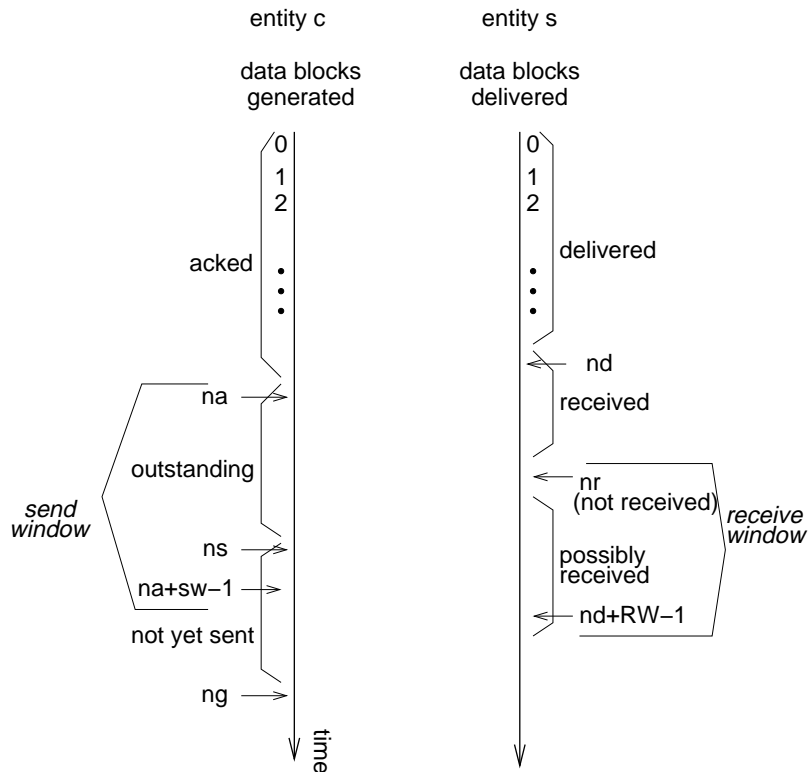 entity c
entity s
data blocks
generated
data blocks
delivered
0
1
2
0
1
2
acked
delivered
nd
na
received
outstanding
send
window
nr
(not received)
receive
window
ns
possibly
received
na+sw−1
nd+RW−1
not yet sent
ng
time